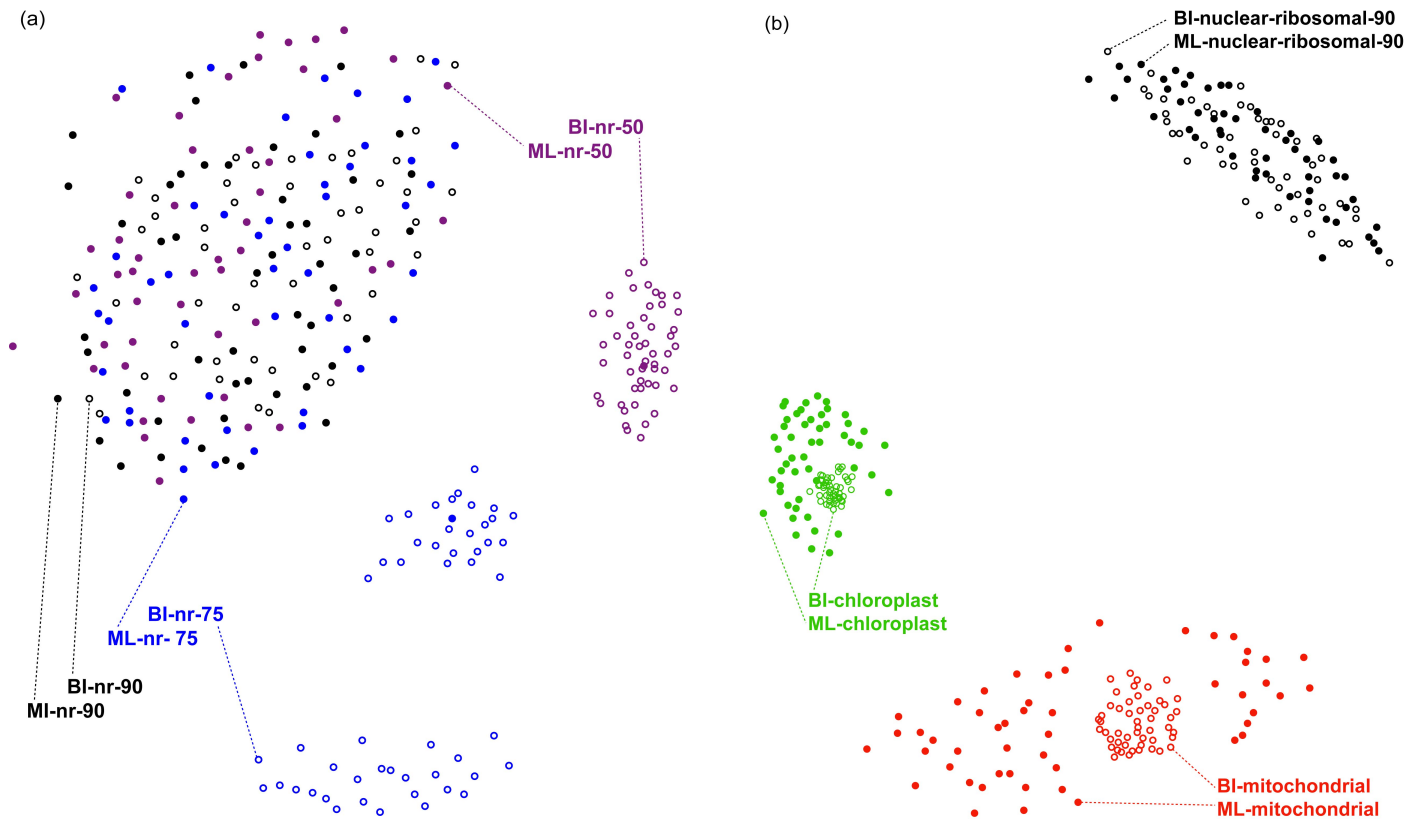 (a)
BI-nr-50
ML-nr-50
BI-nr-75
ML-nr- 75
BI-nr-90
MI-nr-90
(b)
BI-nuclear-ribosomal-90
ML-nuclear-ribosomal-90
BI-chloroplast
ML-chloroplast
BI-mitochondrial
ML-mitochondrial